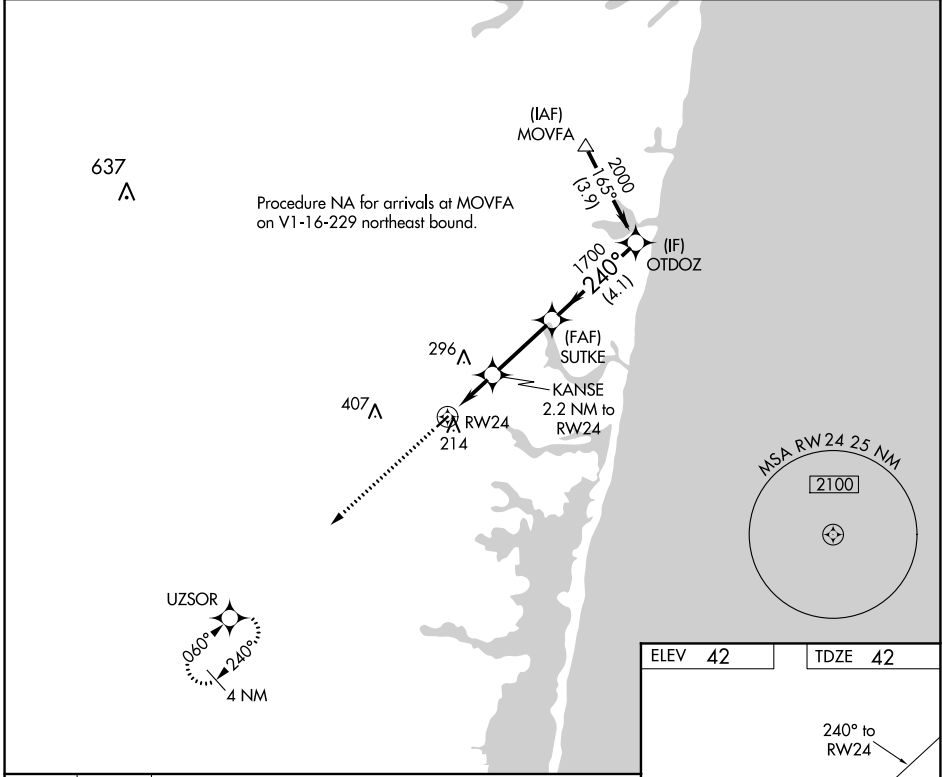 (IAF)
MOVFA
637
2000
165°
(3.9)
Procedure NA for arrivals at MOVFA
on V1-16-229 northeast bound.
(IF)
OTDOZ
1700
240°
(4.1)
(FAF)
SUTKE
296
KANSE
2.2 NM to
RW24
407
RW24
214
MSA RW24 25 NM
2100
UZSOR
060°
240°
4 NM
ELEV 42
TDZE 42
240° to
RW24